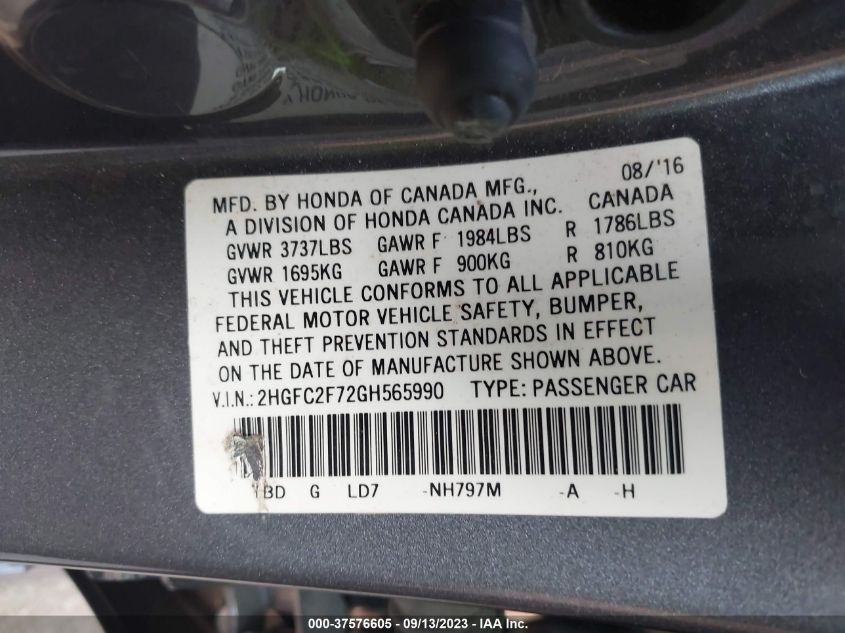 08/'16
MFD. BY HONDA OF CANADA MFG.,
A DIVISION OF HONDA CANADA INC. CANADA
GVWR 3737LBS GAWR F 1984LBS R 1786LBS
GVWR 1695KG GAWR F 900KG R 810KG
THIS VEHICLE CONFORMS TO ALL APPLICABLE
FEDERAL MOTOR VEHICLE SAFETY, BUMPER,
AND THEFT PREVENTION STANDARDS IN EFFECT
ON THE DATE OF MANUFACTURE SHOWN ABOVE.
V.I.N.: 2HGFC2F72GH565990 TYPE: PASSENGER CAR
G LD7 -NH797M -A -H
000-37576605 - 09/13/2023 - IAA Inc.